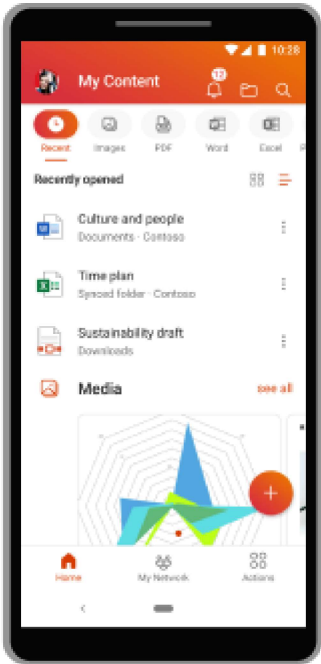 10:28
My Content
12
Recent Images PDF Word Excel P
Recently opened
Culture and people
Documents · Contoso
Time plan
Synced folder · Contoso
Sustainability draft
Downloads
Media see all
Home My Network Actions